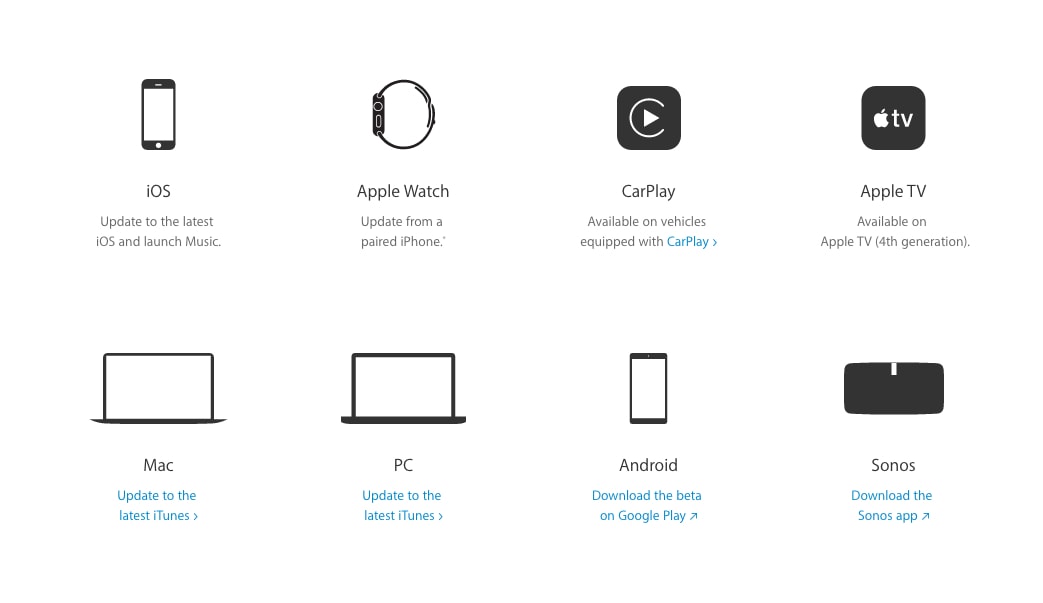 tv
iOS
Update to the latest
iOS and launch Music.
Apple Watch
Update from a
paired iPhone.*
CarPlay
Available on vehicles
equipped with CarPlay ›
Apple TV
Available on
Apple TV (4th generation).
Mac
Update to the
latest iTunes ›
PC
Update to the
latest iTunes ›
Android
Download the beta
on Google Play ↗
Sonos
Download the
Sonos app ↗